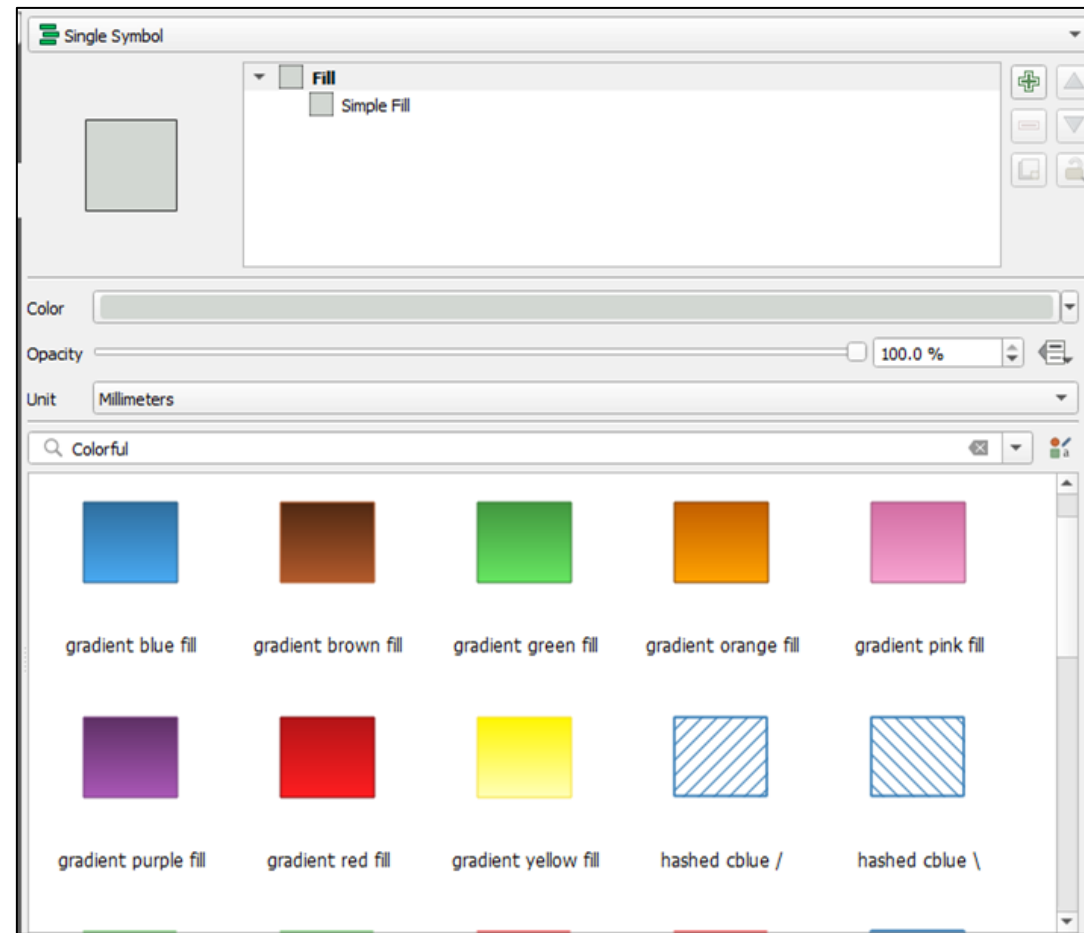 Single Symbol
Fill
Simple Fill
Color
Opacity 100.0 %
Unit Millimeters
Colorful
gradient blue fill gradient brown fill gradient green fill gradient orange fill gradient pink fill
gradient purple fill gradient red fill gradient yellow fill hashed cblue / hashed cblue \